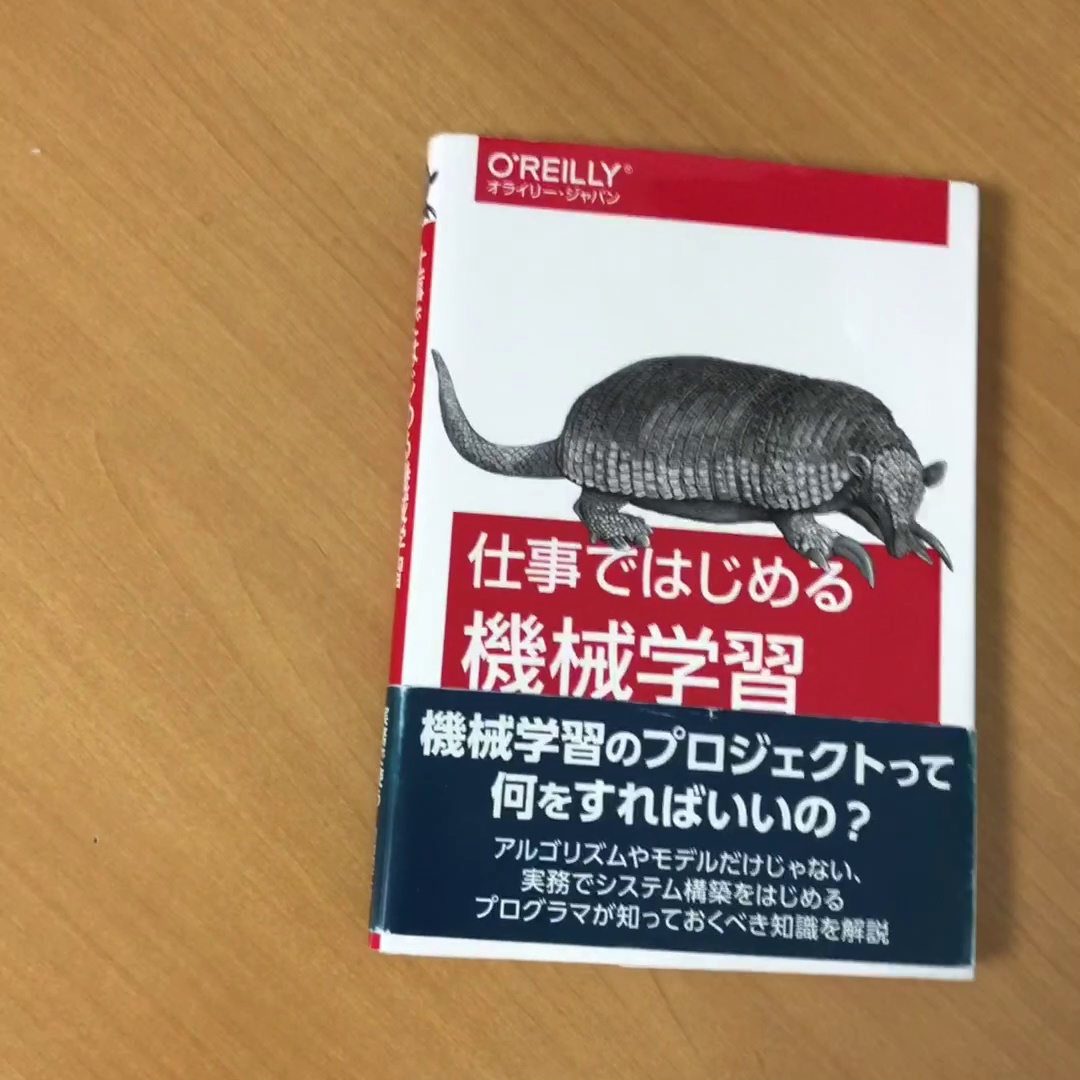 O'REILLY®
オライリー・ジャパン
仕事ではじめる
機械学習
機械学習のプロジェクトって
何をすればいいの？
アルゴリズムやモデルだけじゃない、
実務でシステム構築をはじめる
プログラマが知っておくべき知識を解説